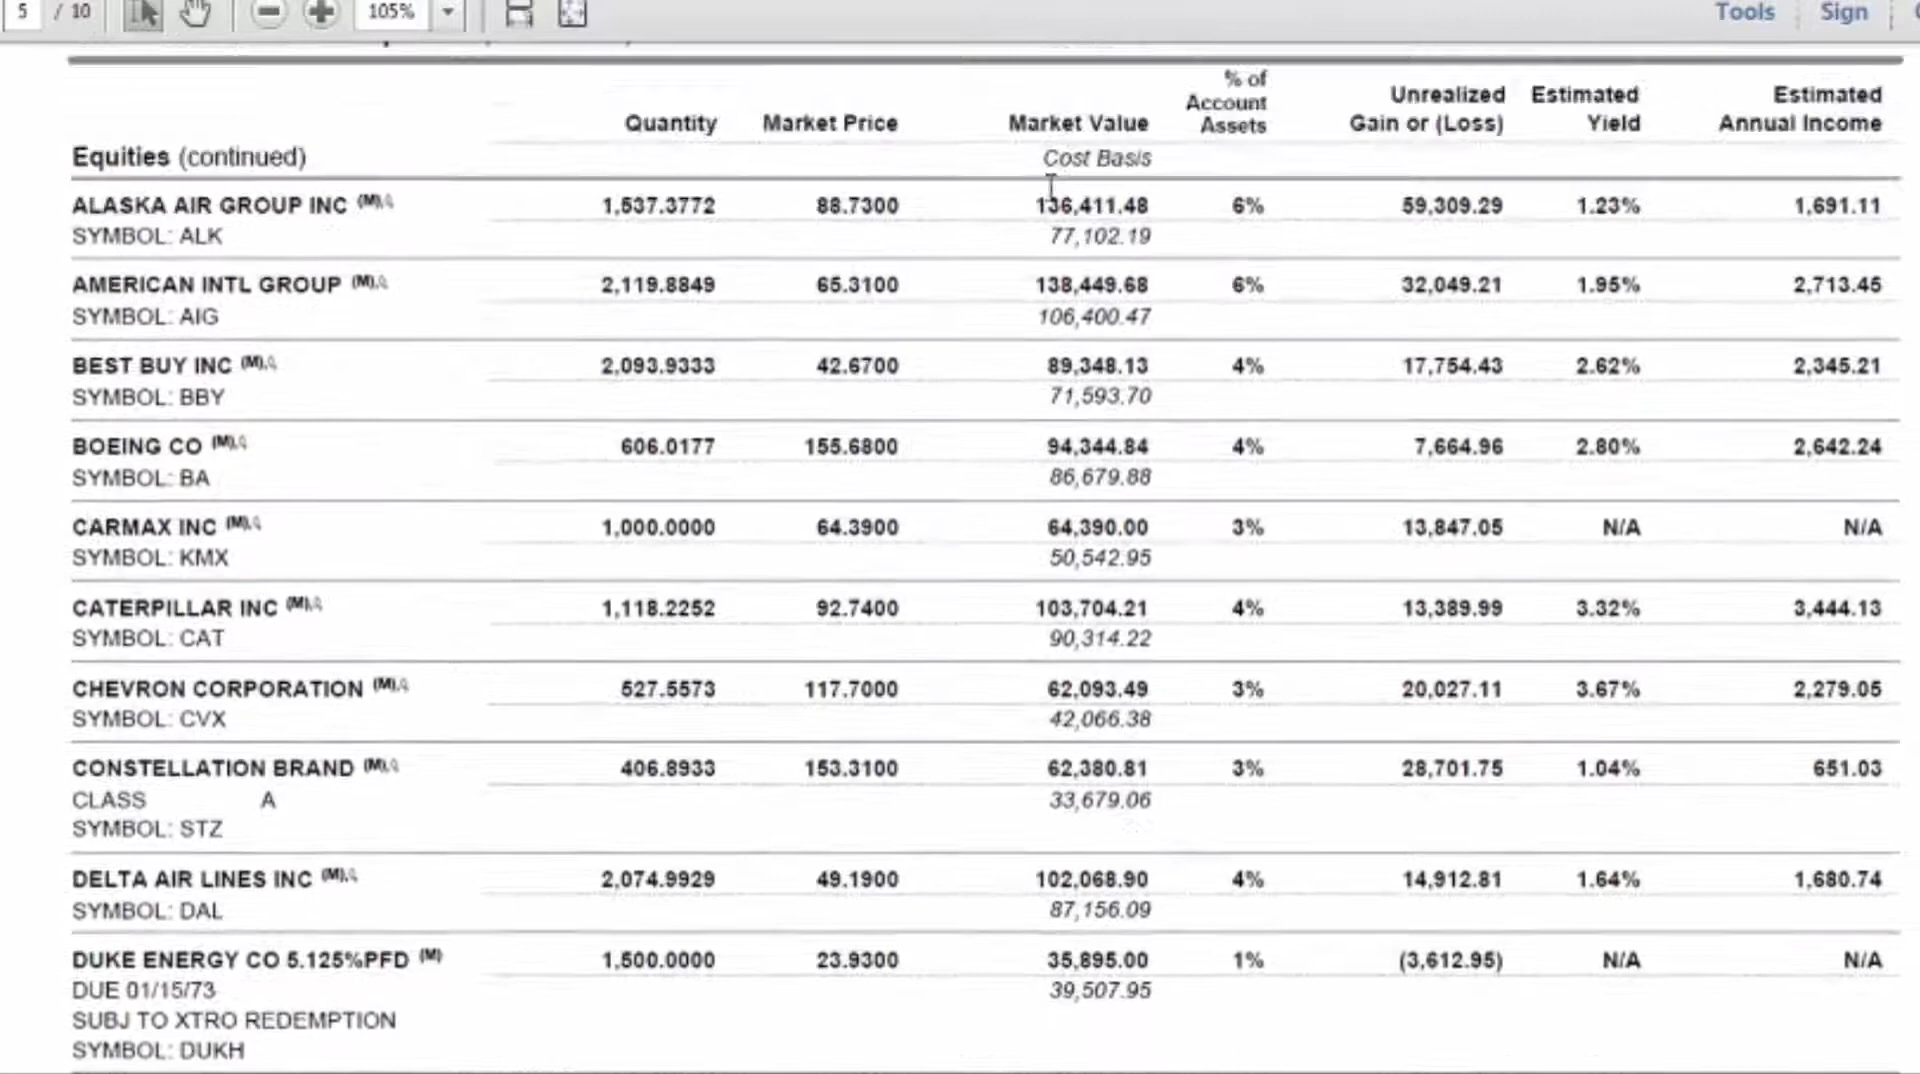 5 / 10 105% Tools Sign
% of Account Assets
Unrealized Gain or (Loss)
Estimated Yield
Estimated Annual Income
Quantity Market Price Market Value
Equities (continued) Cost Basis
ALASKA AIR GROUP INC (M), 1,537.3772 88.7300 136,411.48 6% 59,309.29 1.23% 1,691.11
SYMBOL: ALK 77,102.19
AMERICAN INTL GROUP (M), 2,119.8849 65.3100 138,449.68 6% 32,049.21 1.95% 2,713.45
SYMBOL: AIG 106,400.47
BEST BUY INC (M), 2,093.9333 42.6700 89,348.13 4% 17,754.43 2.62% 2,345.21
SYMBOL: BBY 71,593.70
BOEING CO (M), 606.0177 155.6800 94,344.84 4% 7,664.96 2.80% 2,642.24
SYMBOL: BA 86,679.88
CARMAX INC (M), 1,000.0000 64.3900 64,390.00 3% 13,847.05 N/A N/A
SYMBOL: KMX 50,542.95
CATERPILLAR INC (M), 1,118.2252 92.7400 103,704.21 4% 13,389.99 3.32% 3,444.13
SYMBOL: CAT 90,314.22
CHEVRON CORPORATION (M), 527.5573 117.7000 62,093.49 3% 20,027.11 3.67% 2,279.05
SYMBOL: CVX 42,066.38
CONSTELLATION BRAND (M), 406.8933 153.3100 62,380.81 3% 28,701.75 1.04% 651.03
CLASS A 33,679.06
SYMBOL: STZ
DELTA AIR LINES INC (M), 2,074.9929 49.1900 102,068.90 4% 14,912.81 1.64% 1,680.74
SYMBOL: DAL 87,156.09
DUKE ENERGY CO 5.125%PFD (M) 1,500.0000 23.9300 35,895.00 1% (3,612.95) N/A N/A
DUE 01/15/73 39,507.95
SUBJ TO XTRO REDEMPTION
SYMBOL: DUKH